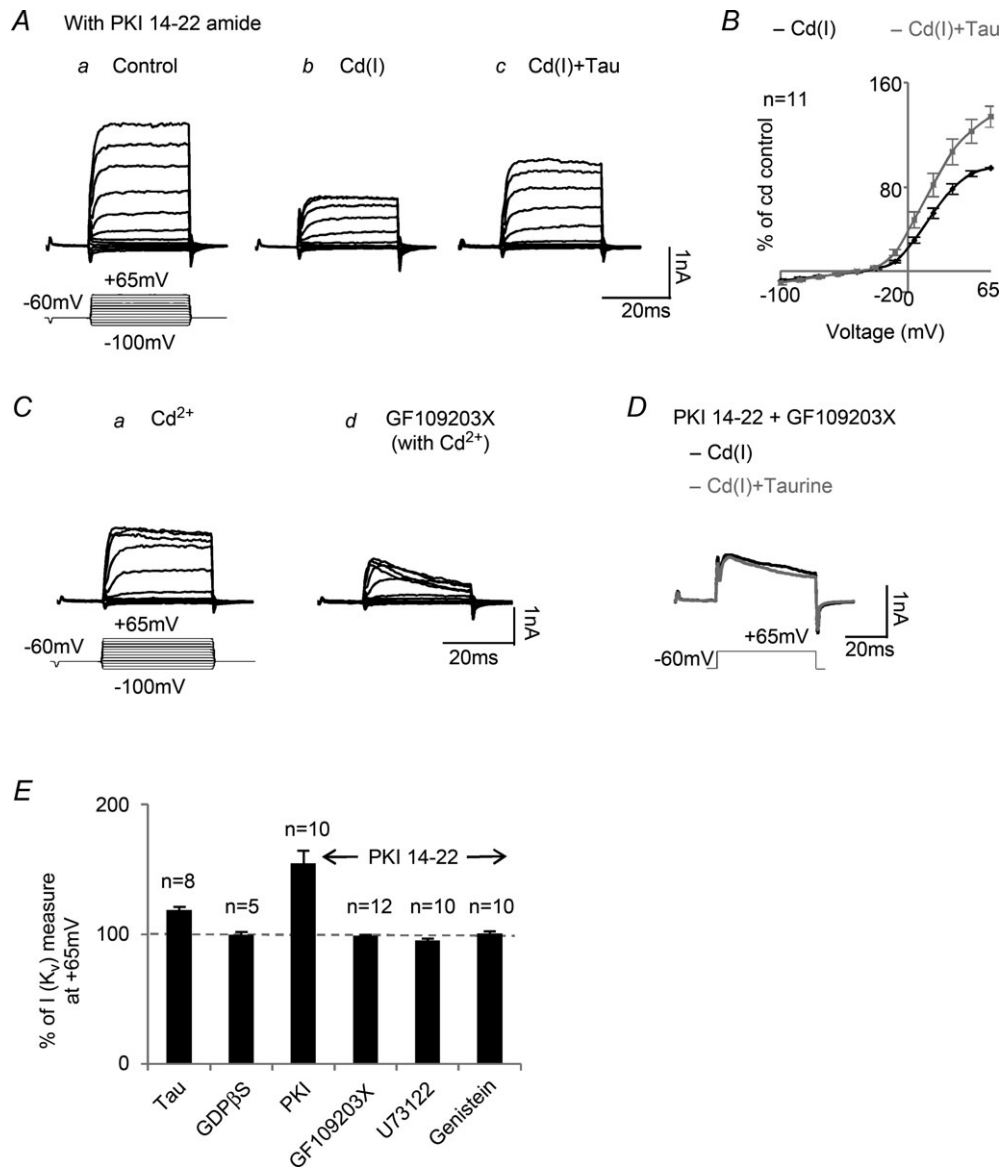 A With PKI 14-22 amide
a Control
b Cd(I)
c Cd(I)+Tau
+65mV
-60mV
-100mV
1nA
20ms
B – Cd(I) – Cd(I)+Tau
n=11
160
80
-100
-20
0
65
% of cd control
Voltage (mV)
C
a Cd²⁺
d GF109203X
(with Cd²⁺)
+65mV
-60mV
-100mV
1nA
20ms
D PKI 14-22 + GF109203X
– Cd(I)
– Cd(I)+Taurine
+65mV
-60mV
1nA
20ms
E
% of I (Kᵥ) measure
at +65mV
200
100
0
n=8
n=5
n=10
← PKI 14-22 →
n=12
n=10
n=10
Tau
GDPβS
PKI
GF109203X
U73122
Genistein